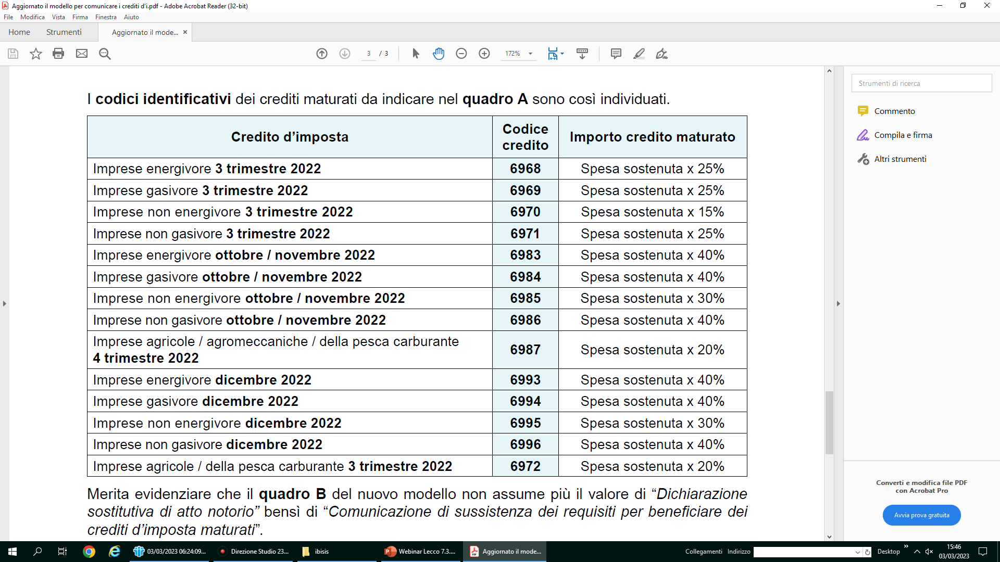 Aggiornato il modello per comunicare i crediti d'i.pdf - Adobe Acrobat Reader (32-bit)
File Modifica Vista Firma Finestra Aiuto
Home Strumenti Aggiornato il mode... ×
3 / 3 172%
I codici identificativi dei crediti maturati da indicare nel quadro A sono così individuati.
Credito d’imposta Codice credito Importo credito maturato
Imprese energivore 3 trimestre 2022 6968 Spesa sostenuta x 25%
Imprese gasivore 3 trimestre 2022 6969 Spesa sostenuta x 25%
Imprese non energivore 3 trimestre 2022 6970 Spesa sostenuta x 15%
Imprese non gasivore 3 trimestre 2022 6971 Spesa sostenuta x 25%
Imprese energivore ottobre / novembre 2022 6983 Spesa sostenuta x 40%
Imprese gasivore ottobre / novembre 2022 6984 Spesa sostenuta x 40%
Imprese non energivore ottobre / novembre 2022 6985 Spesa sostenuta x 30%
Imprese non gasivore ottobre / novembre 2022 6986 Spesa sostenuta x 40%
Imprese agricole / agromeccaniche / della pesca carburante
4 trimestre 2022 6987 Spesa sostenuta x 20%
Imprese energivore dicembre 2022 6993 Spesa sostenuta x 40%
Imprese gasivore dicembre 2022 6994 Spesa sostenuta x 40%
Imprese non energivore dicembre 2022 6995 Spesa sostenuta x 30%
Imprese non gasivore dicembre 2022 6996 Spesa sostenuta x 40%
Imprese agricole / della pesca carburante 3 trimestre 2022 6972 Spesa sostenuta x 20%
Merita evidenziare che il quadro B del nuovo modello non assume più il valore di “Dichiarazione
sostitutiva di atto notorio” bensì di “Comunicazione di sussistenza dei requisiti per beneficiare dei
crediti d’imposta maturati”.
Strumenti di ricerca
Commento
Compila e firma
Altri strumenti
Converti e modifica file PDF
con Acrobat Pro
Avvia prova gratuita
03/03/2023 06:24:09... Direzione Studio 23... ibisis Webinar Lecco 7.3.... Aggiornato il mode... Collegamenti Indirizzo Desktop » 15:46
03/03/2023